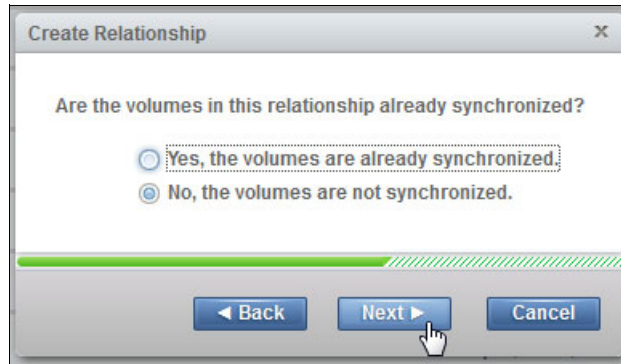 Create Relationship x
Are the volumes in this relationship already synchronized?
Yes, the volumes are already synchronized.
No, the volumes are not synchronized.
◄ Back Next ► Cancel